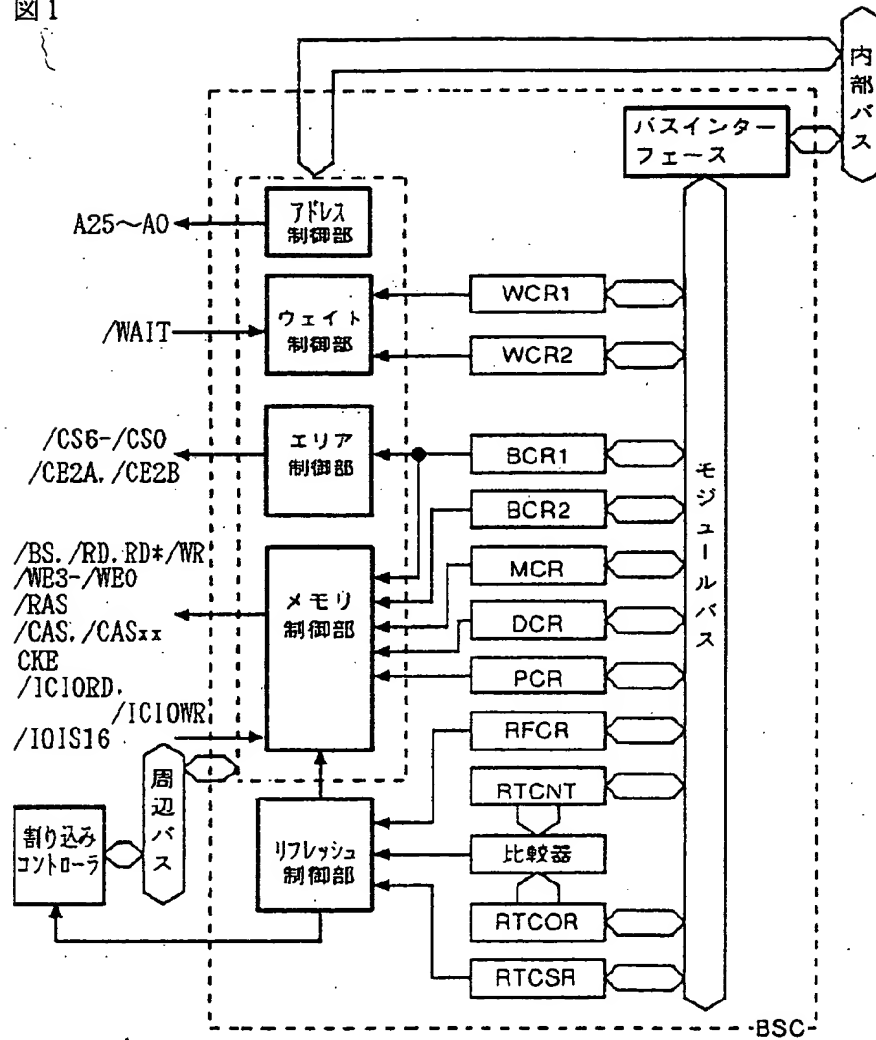 図1
内部バス
バスインター
フェース
アドレス
制御部
A25～A0
ウェイト
制御部
/WAIT
WCR1
WCR2
エリア
制御部
/CS6-/CS0
/CE2A. /CE2B
BCR1
BCR2
MCR
DCR
PCR
RFCR
RTCNT
比較器
RTCOR
RTCSR
モジュールバス
メモリ
制御部
/BS. /RD. RD*/WR
/WE3-/WE0
/RAS
/CAS. /CASxx
CKE
/ICIORD.
/ICIOWR
/IOIS16
周辺バス
割り込み
コントローラ
リフレッシュ
制御部
BSC